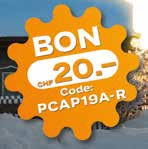 BON
CHF 20.–
Code:
PCAP19A-R